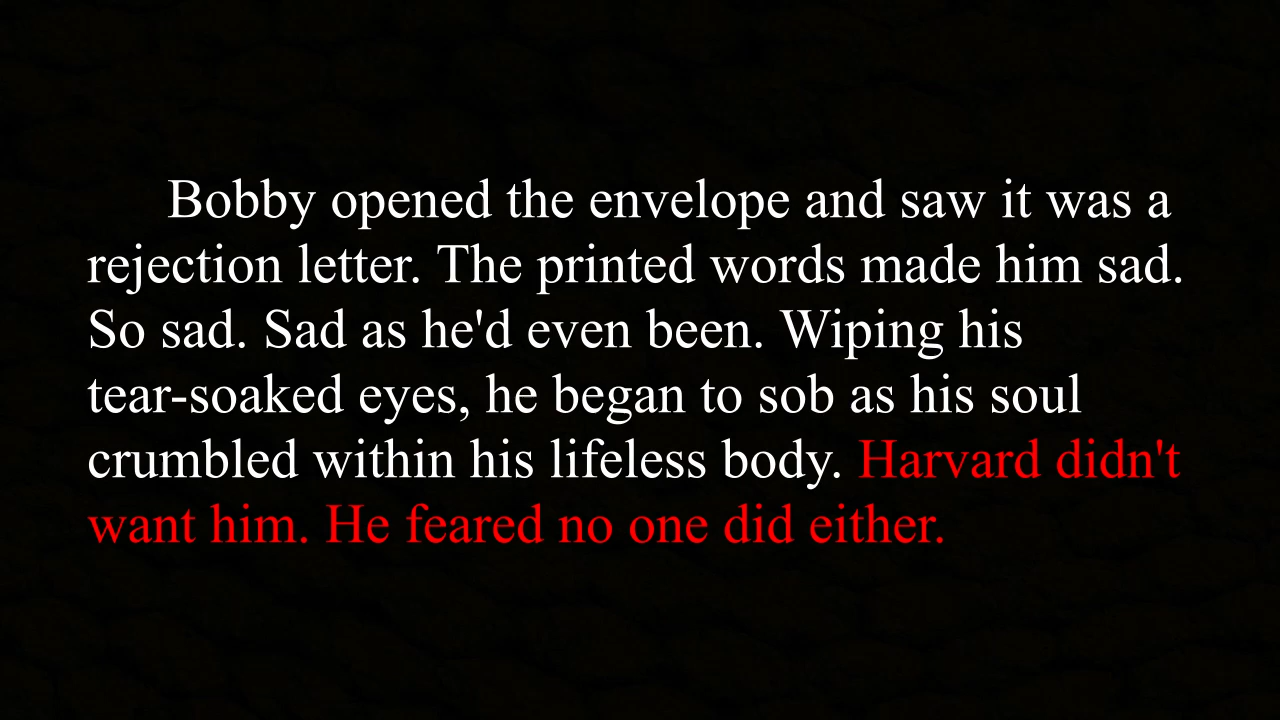 Bobby opened the envelope and saw it was a
rejection letter. The printed words made him sad.
So sad. Sad as he'd even been. Wiping his
tear-soaked eyes, he began to sob as his soul
crumbled within his lifeless body. Harvard didn't
want him. He feared no one did either.